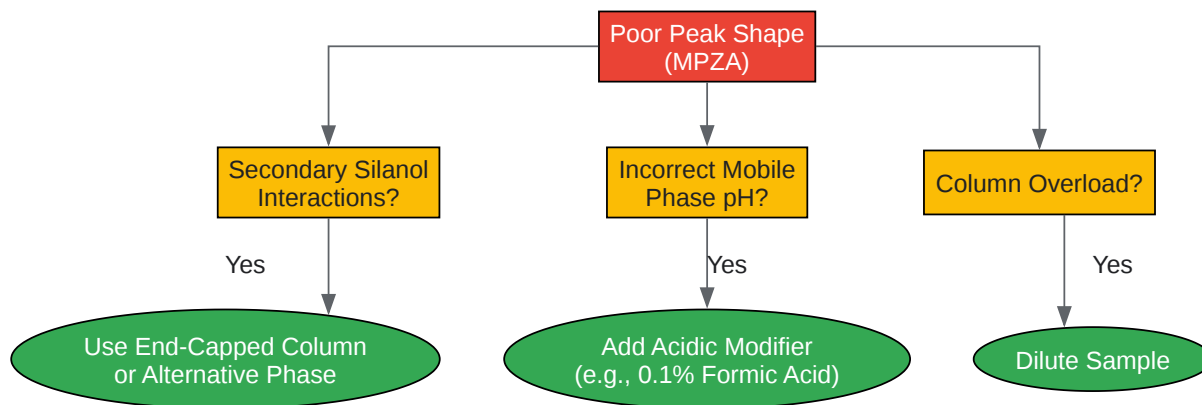 Poor Peak Shape
(MPZA)
Secondary Silanol
Interactions?
Incorrect Mobile
Phase pH?
Column Overload?
Yes
Yes
Yes
Use End-Capped Column
or Alternative Phase
Add Acidic Modifier
(e.g., 0.1% Formic Acid)
Dilute Sample